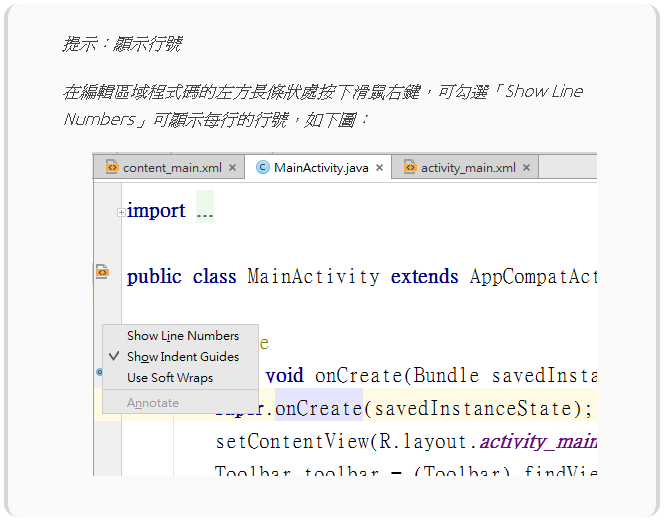 提示：顯示行號
在編輯區域程式碼的左方長條狀處按下滑鼠右鍵，可勾選「Show Line
Numbers」可顯示每行的行號，如下圖：
content_main.xml × MainActivity.java × activity_main.xml ×
import ...
public class MainActivity extends AppCompatAct
e
Show Line Numbers
Show Indent Guides
void onCreate(Bundle savedInsta
Use Soft Wraps
Annotate
super.onCreate(savedInstanceState);
setContentView(R.layout.activity_main
Toolbar toolbar = (Toolbar) findVie